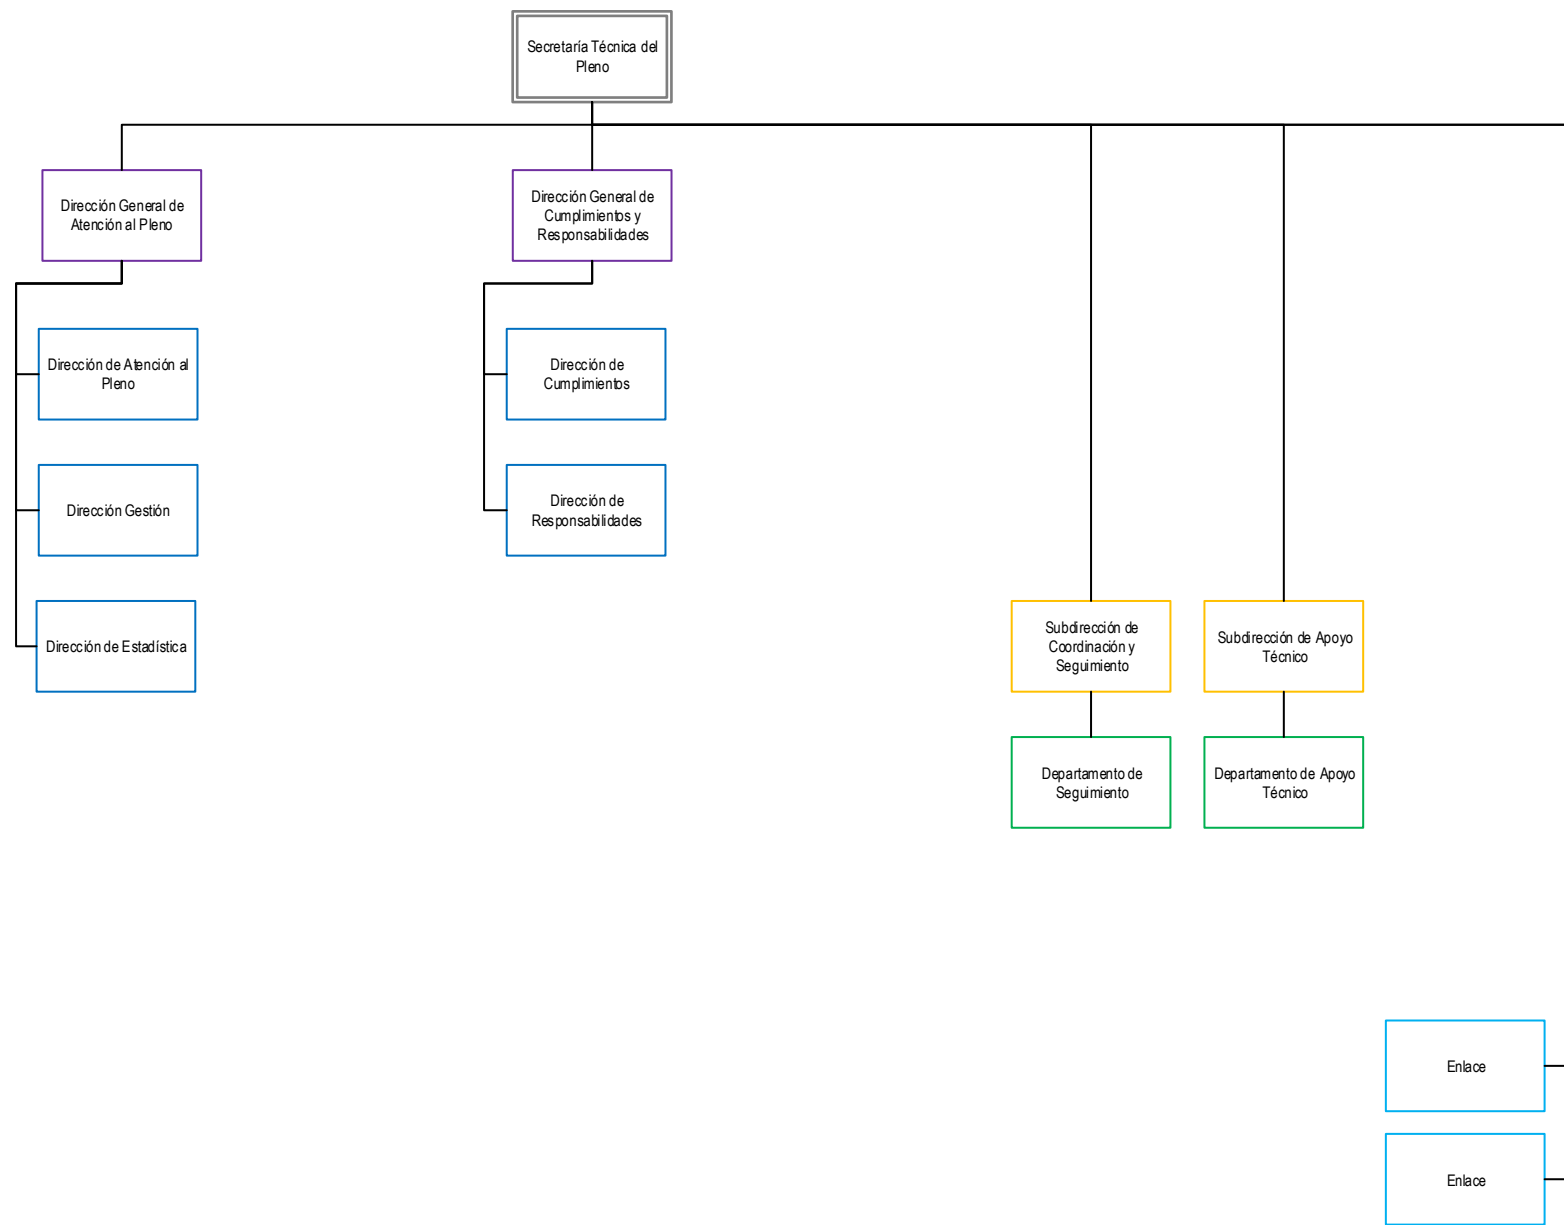 Secretaría Técnica del
Pleno
Dirección General de
Atención al Pleno
Dirección General de
Cumplimientos y
Responsabilidades
Dirección de Atención al
Pleno
Dirección de
Cumplimientos
Dirección Gestión
Dirección de
Responsabilidades
Dirección de Estadística
Subdirección de
Coordinación y
Seguimiento
Subdirección de Apoyo
Técnico
Departamento de
Seguimiento
Departamento de Apoyo
Técnico
Enlace
Enlace